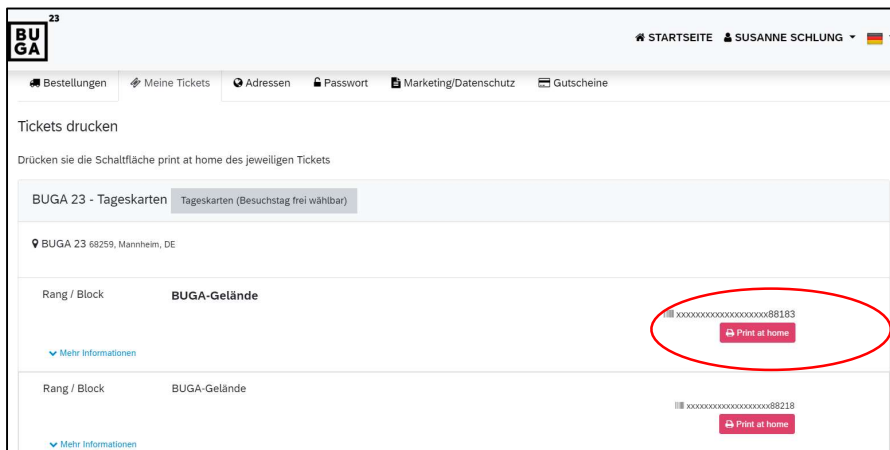 23
BU
GA
STARTSEITE SUSANNE SCHLUNG
Bestellungen Meine Tickets Adressen Passwort Marketing/Datenschutz Gutscheine
Tickets drucken
Drücken sie die Schaltfläche print at home des jeweiligen Tickets
BUGA 23 - Tageskarten Tageskarten (Besuchstag frei wählbar)
BUGA 23 68259, Mannheim, DE
Rang / Block BUGA-Gelände
xxxxxxxxxxxxxxxxxxx88183
Print at home
Mehr Informationen
Rang / Block BUGA-Gelände
xxxxxxxxxxxxxxxxxxx88218
Print at home
Mehr Informationen